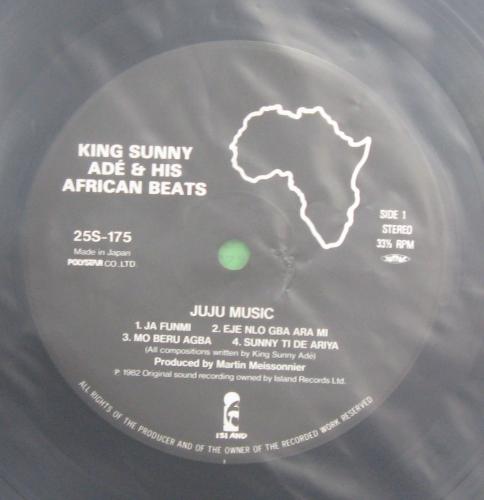 KING SUNNY
ADÉ & HIS
AFRICAN BEATS
25S-175
Made in Japan
POLYSTAR CO., LTD.
SIDE 1
STEREO
33⅓ RPM
JUJU MUSIC
1. JA FUNMI 2. EJE NLO GBA ARA MI
3. MO BERU AGBA 4. SUNNY TI DE ARIYA
(All compositions written by King Sunny Adé)
Produced by Martin Meissonnier
P. 1982 Original sound recording owned by Island Records Ltd.
ISLAND
ALL RIGHTS OF THE PRODUCER AND OF THE OWNER OF THE RECORDED WORK RESERVED